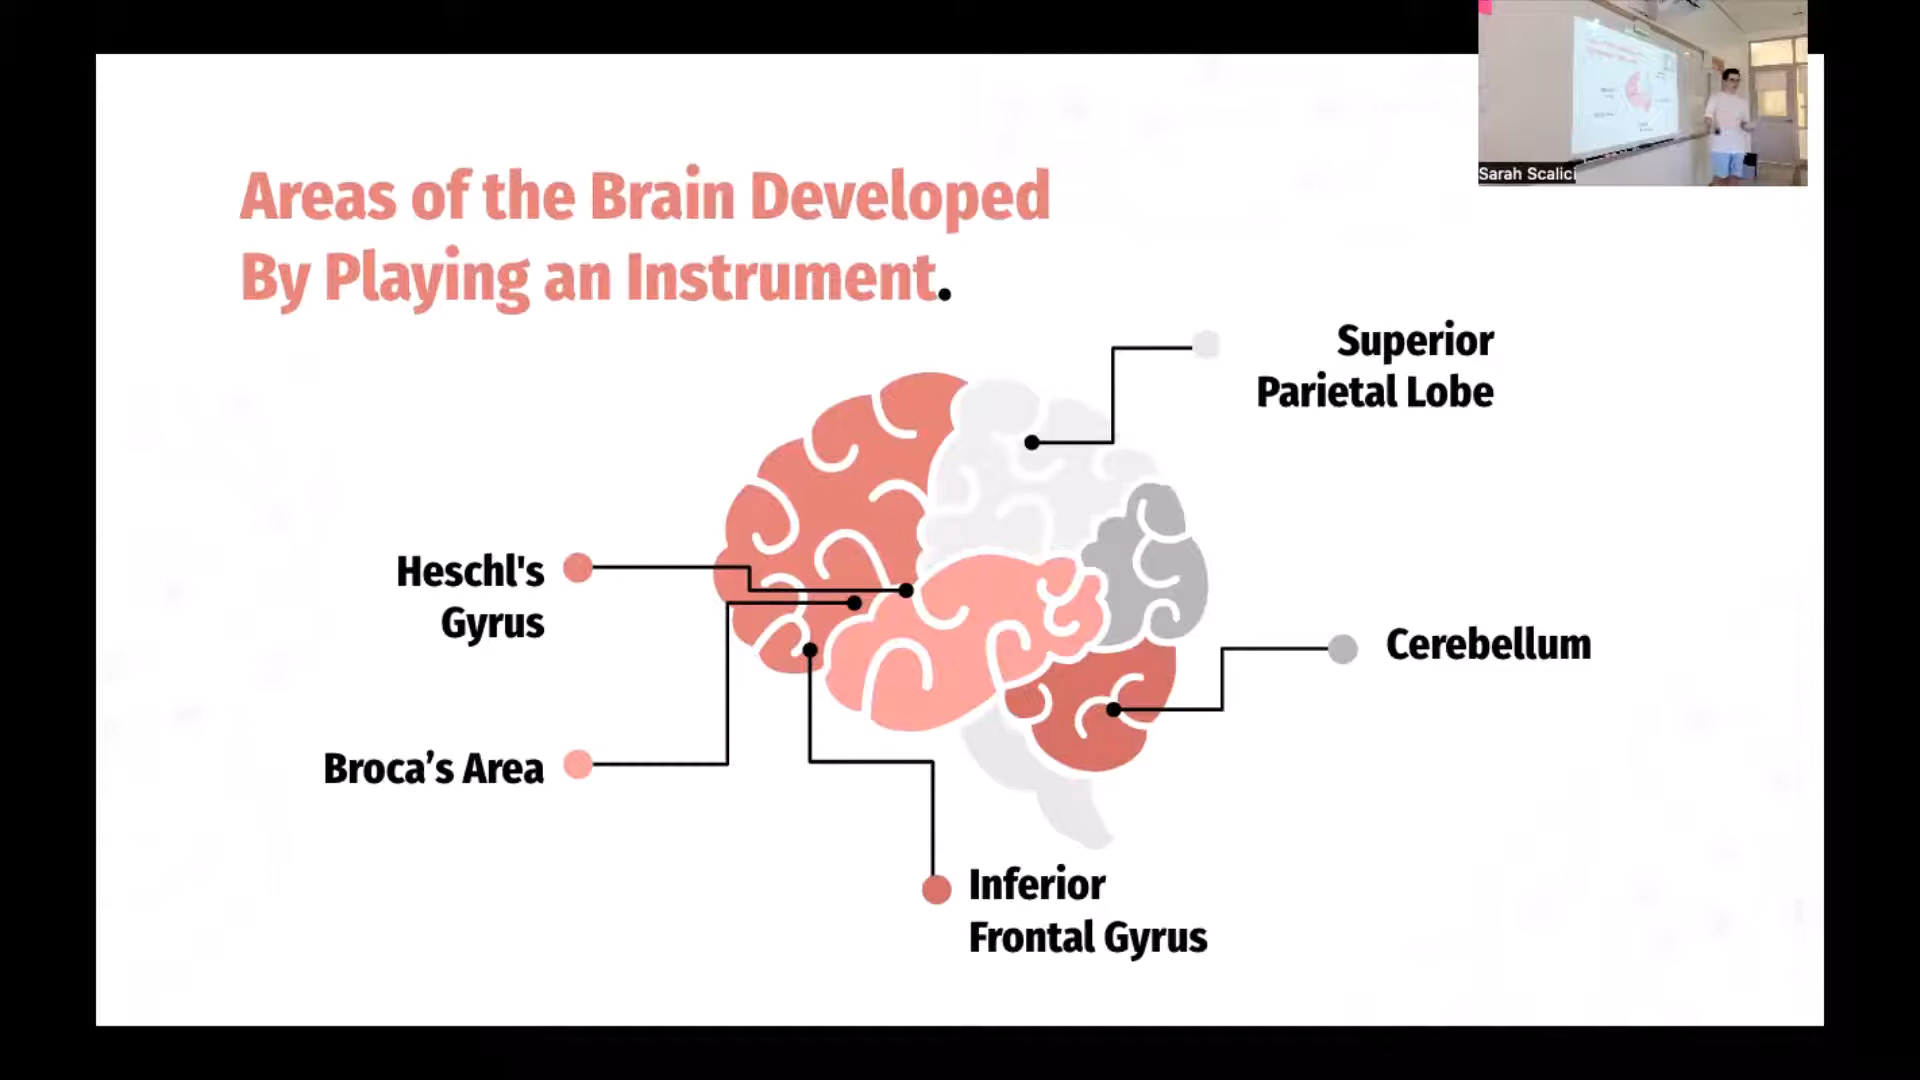 Sarah Scalici
Areas of the Brain Developed
By Playing an Instrument.
Superior
Parietal Lobe
Heschl's
Gyrus
Cerebellum
Broca’s Area
Inferior
Frontal Gyrus